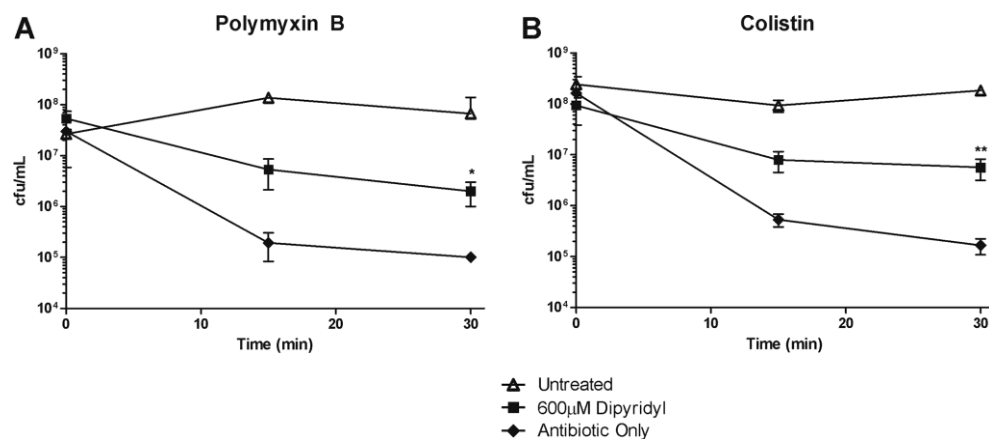 A
Polymyxin B
cfu/mL
10⁹
10⁸
10⁷
10⁶
10⁵
10⁴
*
0
10
20
30
Time (min)
B
Colistin
cfu/mL
10⁹
10⁸
10⁷
10⁶
10⁵
10⁴
**
0
10
20
30
Time (min)
Untreated
600µM Dipyridyl
Antibiotic Only